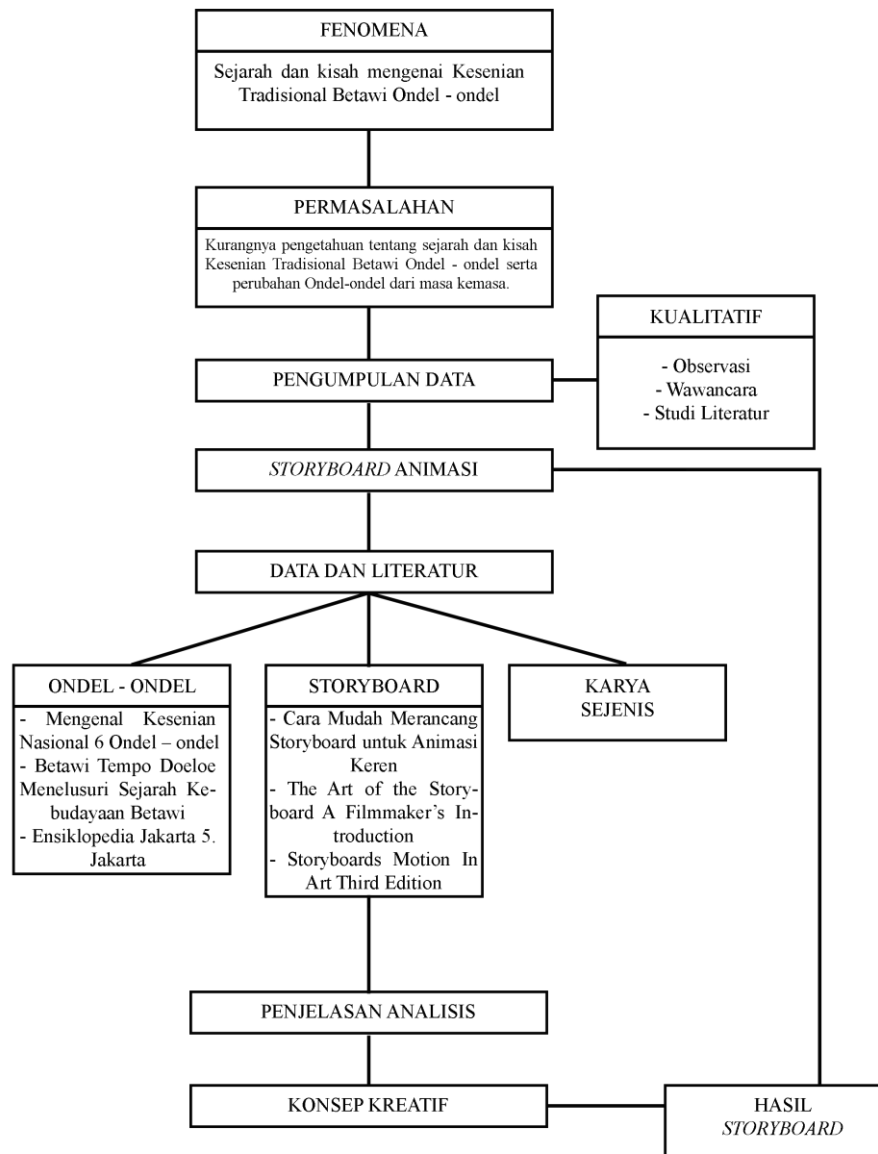 FENOMENA
Sejarah dan kisah mengenai Kesenian
Tradisional Betawi Ondel - ondel
PERMASALAHAN
Kurangnya pengetahuan tentang sejarah dan kisah
Kesenian Tradisional Betawi Ondel - ondel serta
perubahan Ondel-ondel dari masa kemasa.
KUALITATIF
- Observasi
- Wawancara
- Studi Literatur
PENGUMPULAN DATA
STORYBOARD ANIMASI
DATA DAN LITERATUR
ONDEL - ONDEL
- Mengenal Kesenian
Nasional 6 Ondel – ondel
- Betawi Tempo Doeloe
Menelusuri Sejarah Ke-
budayaan Betawi
- Ensiklopedia Jakarta 5.
Jakarta
STORYBOARD
- Cara Mudah Merancang
Storyboard untuk Animasi
Keren
- The Art of the Story-
board A Filmmaker’s In-
troduction
- Storyboards Motion In
Art Third Edition
KARYA
SEJENIS
PENJELASAN ANALISIS
KONSEP KREATIF
HASIL
STORYBOARD